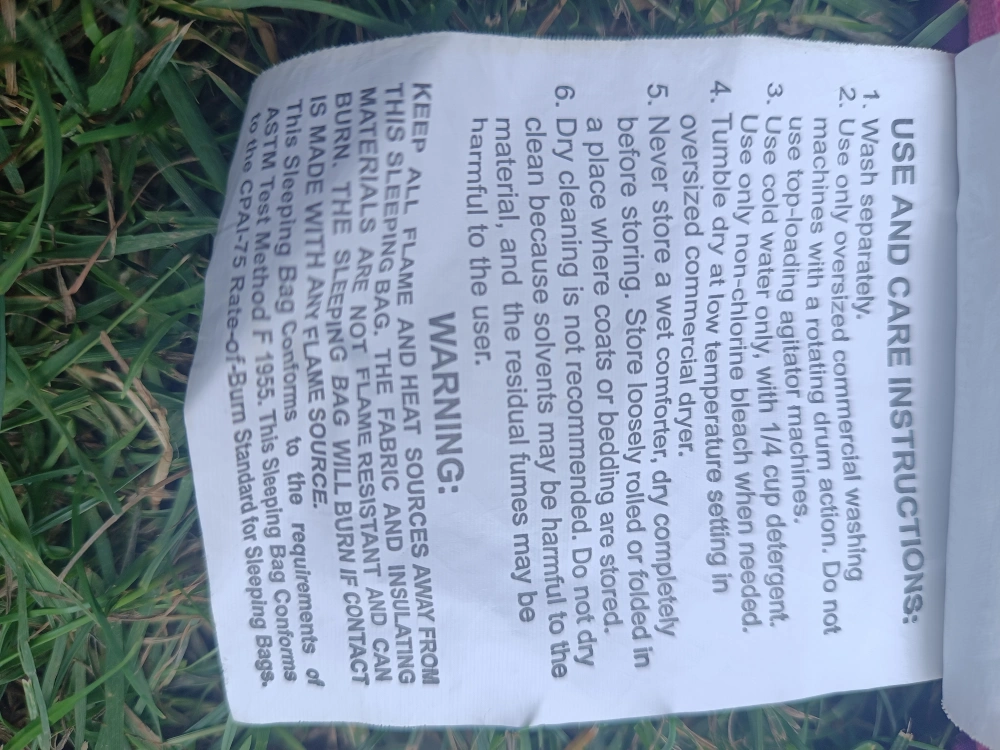 USE AND CARE INSTRUCTIONS:
1. Wash separately.
2. Use only oversized commercial washing
machines with a rotating drum action. Do not
use top-loading agitator machines.
3. Use cold water only, with 1/4 cup detergent.
Use only non-chlorine bleach when needed.
4. Tumble dry at low temperature setting in
oversized commercial dryer.
5. Never store a wet comforter, dry completely
before storing. Store loosely rolled or folded in
a place where coats or bedding are stored.
6. Dry cleaning is not recommended. Do not dry
clean because solvents may be harmful to the
material, and the residual fumes may be
harmful to the user.
WARNING:
KEEP ALL FLAME AND HEAT SOURCES AWAY FROM
THIS SLEEPING BAG. THE FABRIC AND INSULATING
MATERIALS ARE NOT FLAME RESISTANT AND CAN
BURN. THE SLEEPING BAG WILL BURN IF CONTACT
IS MADE WITH ANY FLAME SOURCE.
This Sleeping Bag Conforms to the requirements of
ASTM Test Method F 1955. This Sleeping Bag Conforms
to the CPAI-75 Rate-of-Burn Standard for Sleeping Bags.